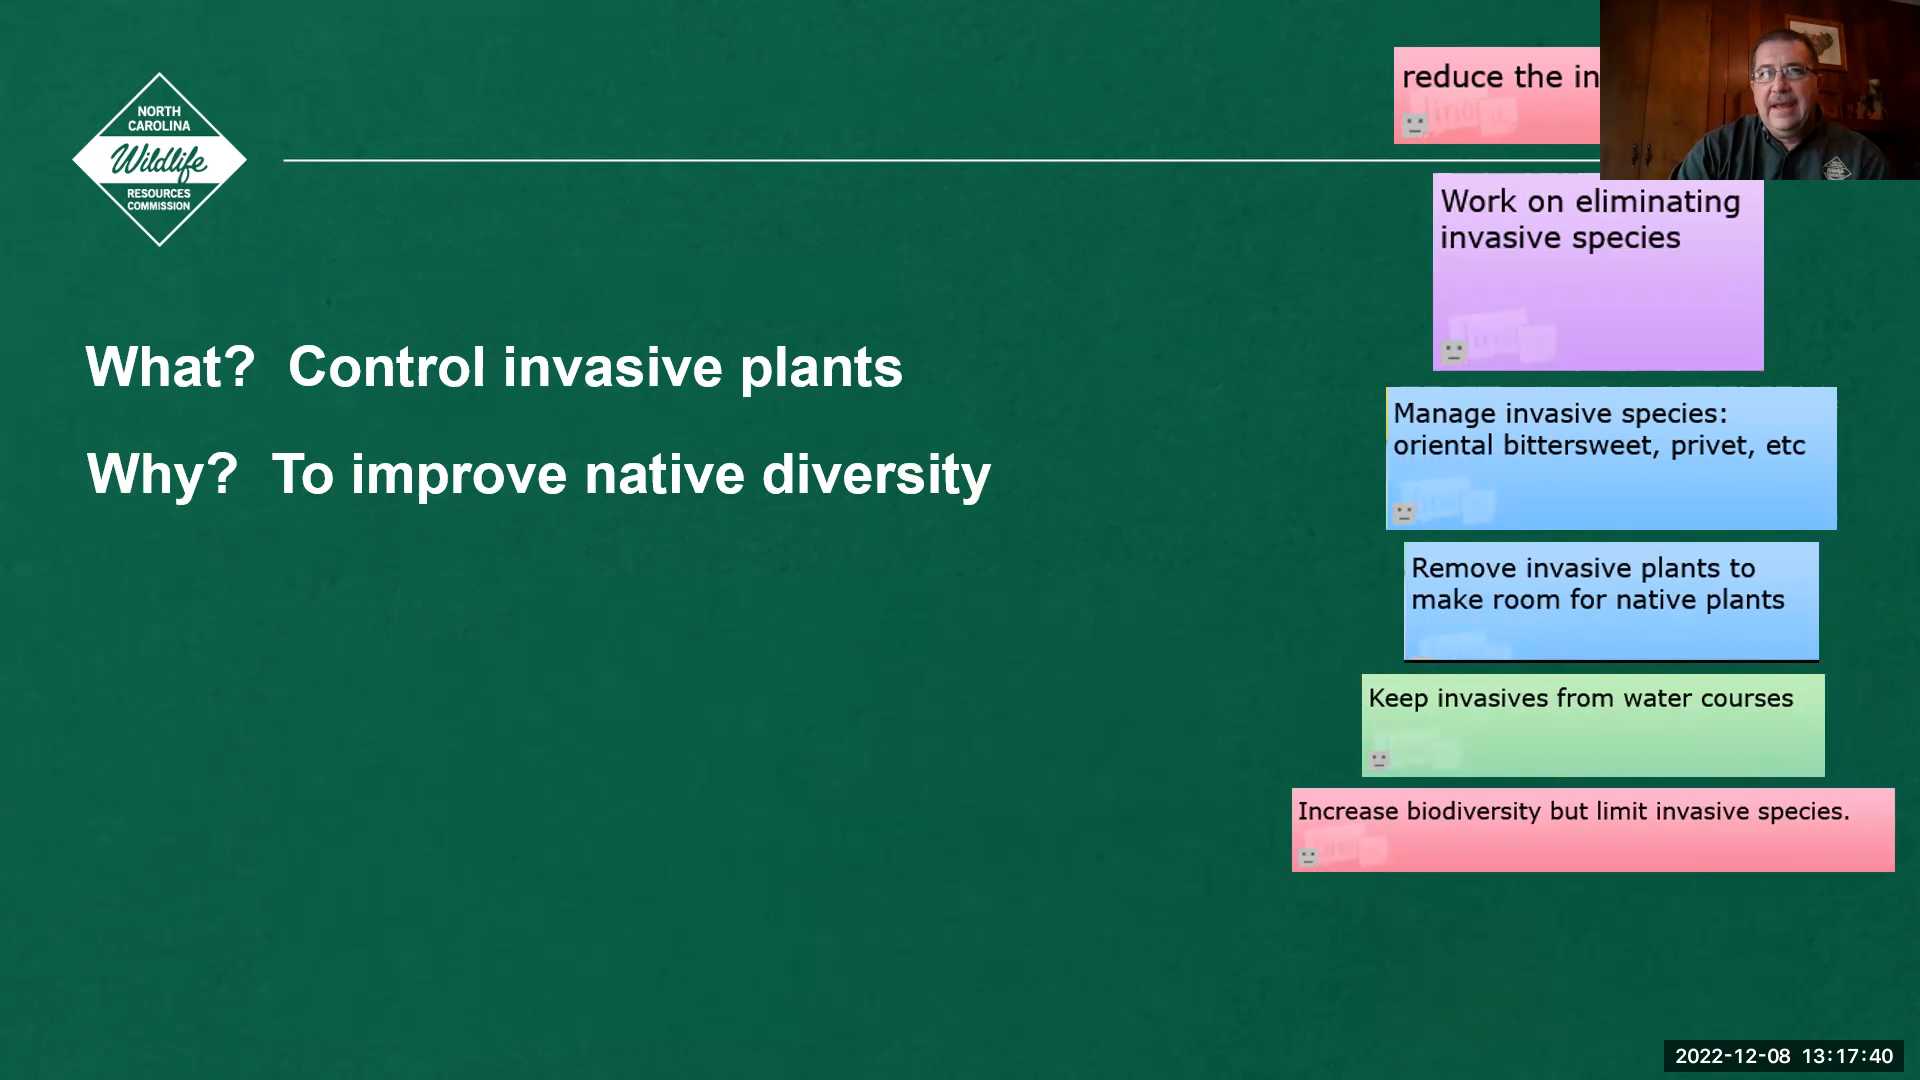 NORTH
CAROLINA
Wildlife
RESOURCES
COMMISSION
What? Control invasive plants
Why? To improve native diversity
reduce the in
Work on eliminating
invasive species
Manage invasive species:
oriental bittersweet, privet, etc
Remove invasive plants to
make room for native plants
Keep invasives from water courses
Increase biodiversity but limit invasive species.
2022-12-08 13:17:40